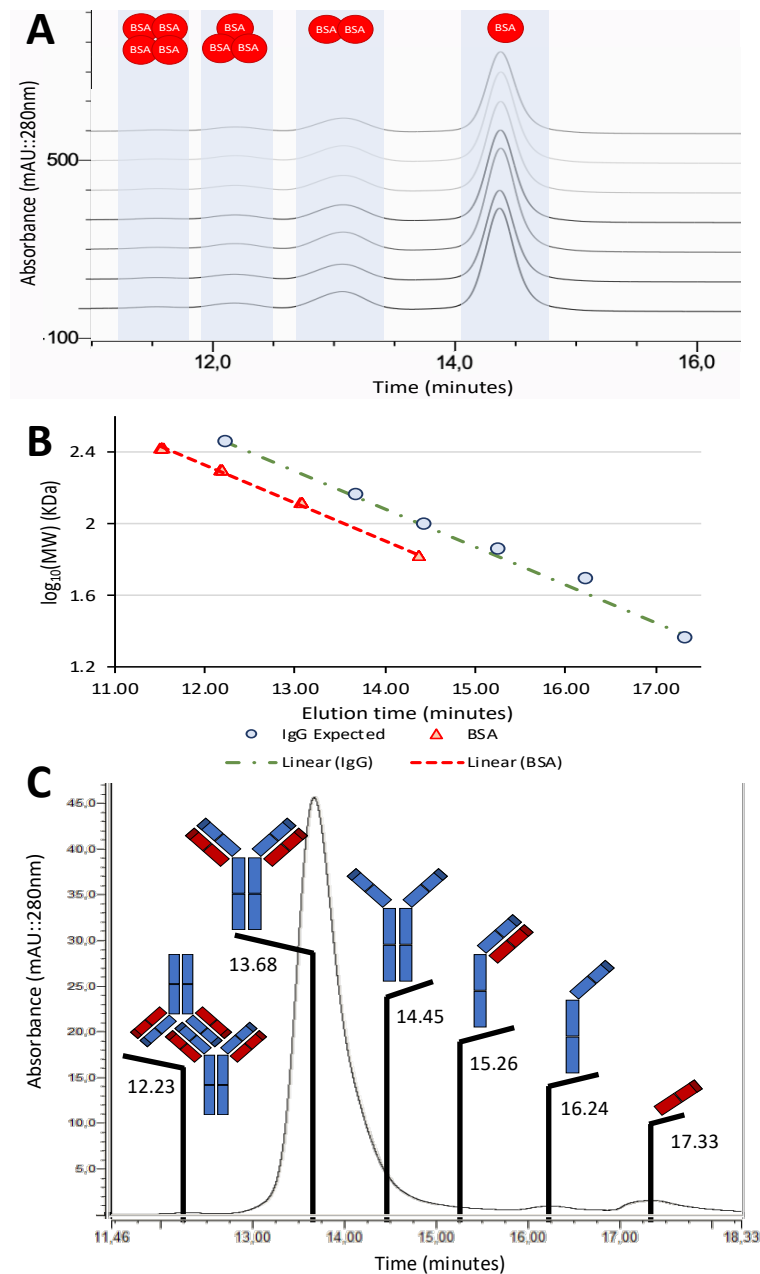 A
BSA BSA BSA BSA BSA BSA
BSA BSA BSA BSA
500
100
12,0 14,0 16,0
Time (minutes)
Absorbance (mAU::280nm)
B
2.4
2
1.6
1.2
11.00 12.00 13.00 14.00 15.00 16.00 17.00
log10(MW) (KDa)
Elution time (minutes)
IgG Expected BSA
Linear (IgG) Linear (BSA)
C
45,0
40,0
35,0
30,0
25,0
20,0
15,0
10,0
5,0
Absorbance (mAU::280nm)
12.23
13.68
14.45
15.26
16.24
17.33
11,46 13,00 14,00 15,00 16,00 17,00 18,33
Time (minutes)